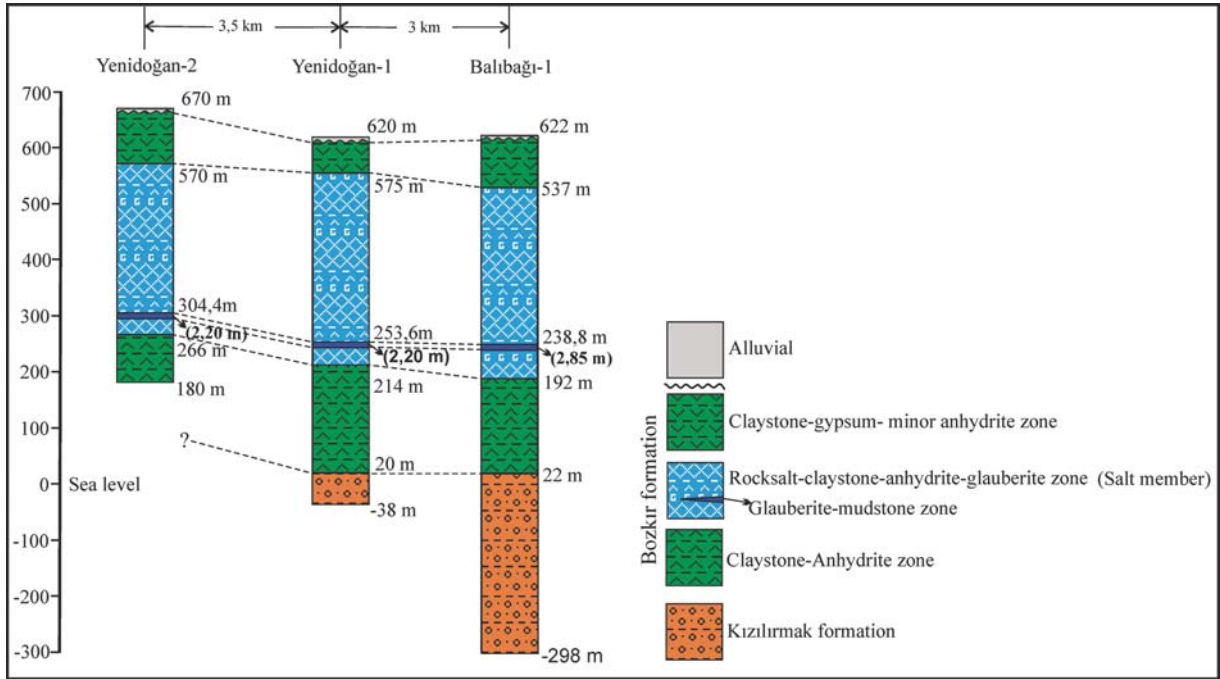 3,5 km
3 km
Yenidoğan-2
Yenidoğan-1
Balıbağı-1
700
600
500
400
300
200
100
0
-100
-200
-300
Sea level
670 m
570 m
304,4m
(2,20 m)
266 m
180 m
?
620 m
575 m
253,6m
(2,20 m)
214 m
20 m
-38 m
622 m
537 m
238,8 m
(2,85 m)
192 m
22 m
-298 m
Alluvial
Bozkır formation
Claystone-gypsum- minor anhydrite zone
Rocksalt-claystone-anhydrite-glauberite zone (Salt member)
Glauberite-mudstone zone
Claystone-Anhydrite zone
Kızılırmak formation